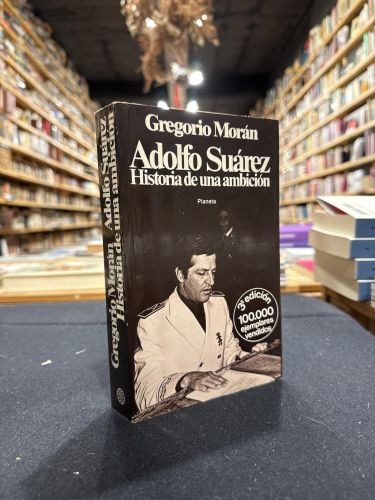 Gregorio Morán
Adolfo Suárez
Historia de una ambición
Planeta
3ª edición
100.000
ejemplares
vendidos
Gregorio Morán Adolfo Suárez
Historia de una ambición